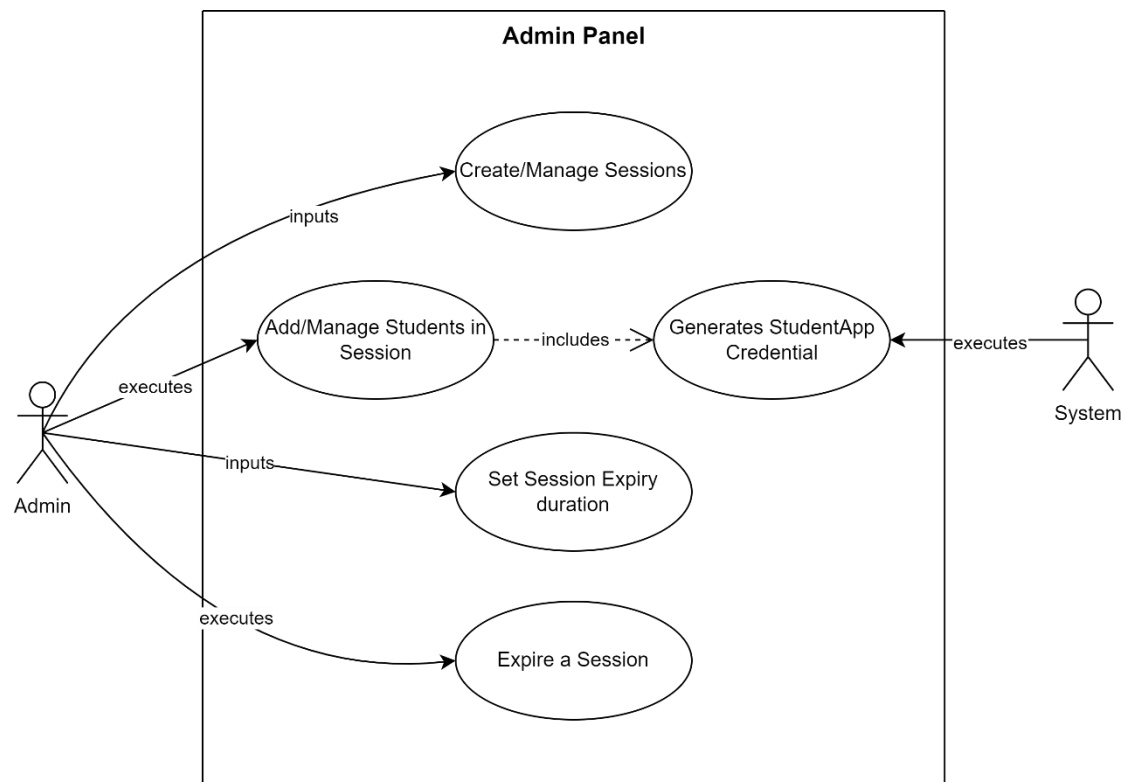 Admin Panel
Create/Manage Sessions
inputs
Add/Manage Students in
Session
includes
Generates StudentApp
Credential
executes
System
executes
Admin
inputs
Set Session Expiry
duration
executes
Expire a Session